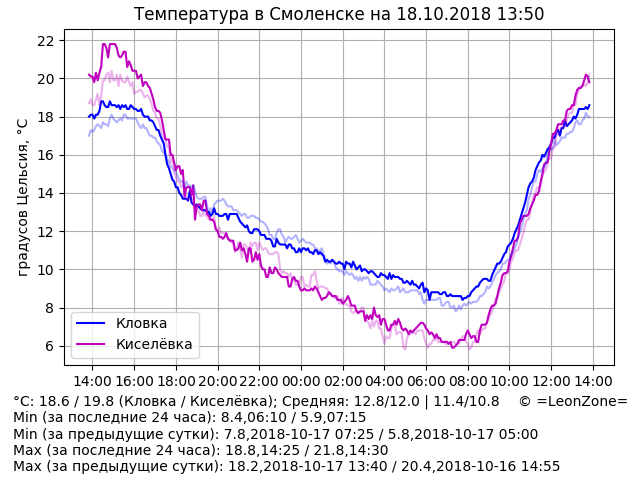 Температура в Смоленске на 18.10.2018 13:50
градусов Цельсия, °C
22
20
18
16
14
12
10
8
6
Кловка
Киселёвка
14:00 16:00 18:00 20:00 22:00 00:00 02:00 04:00 06:00 08:00 10:00 12:00 14:00
°C: 18.6 / 19.8 (Кловка / Киселёвка); Средняя: 12.8/12.0 | 11.4/10.8 © =LeonZone=
Min (за последние 24 часа): 8.4,06:10 / 5.9,07:15
Min (за предыдущие сутки): 7.8,2018-10-17 07:25 / 5.8,2018-10-17 05:00
Max (за последние 24 часа): 18.8,14:25 / 21.8,14:30
Max (за предыдущие сутки): 18.2,2018-10-17 13:40 / 20.4,2018-10-16 14:55